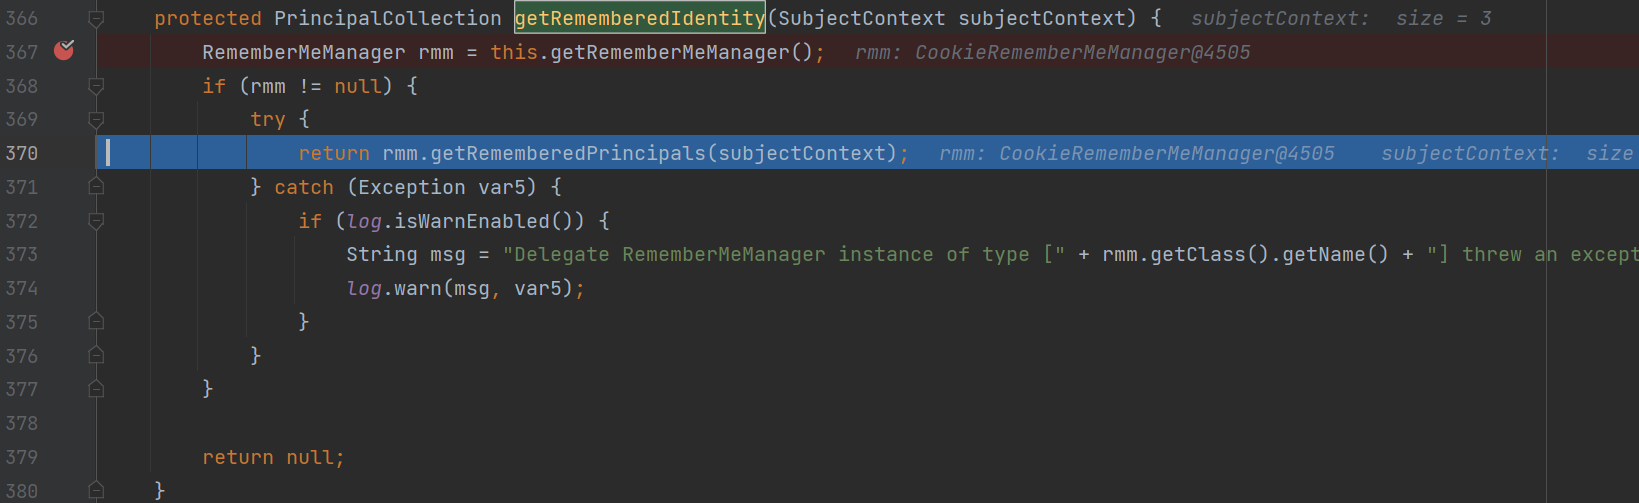 366 protected PrincipalCollection getRememberedIdentity(SubjectContext subjectContext) { subjectContext: size = 3
367 RememberMeManager rmm = this.getRememberMeManager(); rmm: CookieRememberMeManager@4505
368 if (rmm != null) {
369 try {
370 return rmm.getRememberedPrincipals(subjectContext); rmm: CookieRememberMeManager@4505 subjectContext: size
371 } catch (Exception var5) {
372 if (log.isWarnEnabled()) {
373 String msg = "Delegate RememberMeManager instance of type [" + rmm.getClass().getName() + "] threw an except
374 log.warn(msg, var5);
375 }
376 }
377 }
378
379 return null;
380 }